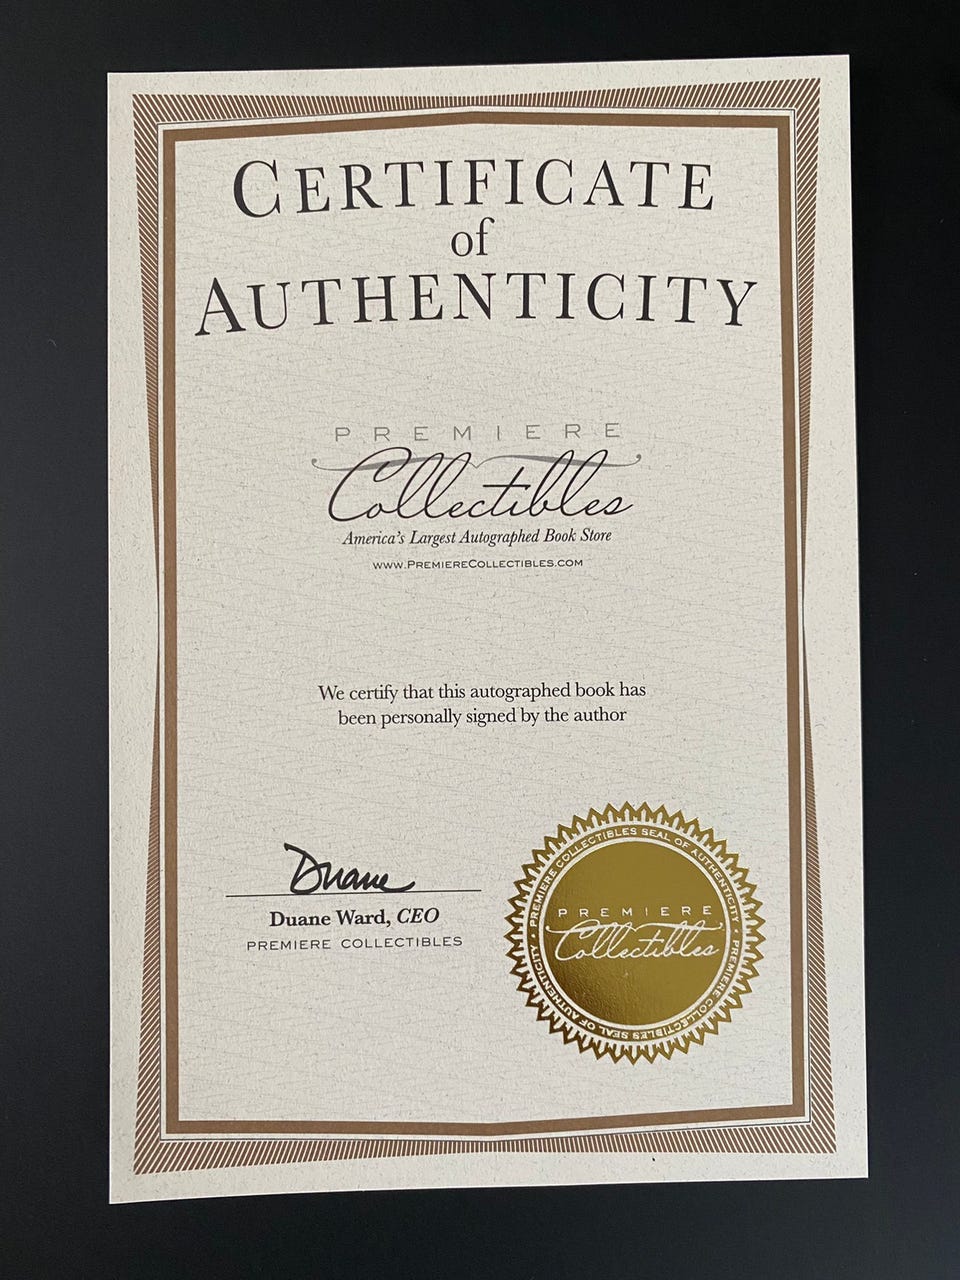 CERTIFICATE
of
AUTHENTICITY
PREMIERE
Collectibles
America's Largest Autographed Book Store
www.PremiereCollectibles.com
We certify that this autographed book has
been personally signed by the author
Duane
Duane Ward, CEO
PREMIERE COLLECTIBLES
PREMIERE COLLECTIBLES SEAL OF AUTHENTICITY • PREMIERE COLLECTIBLES SEAL OF AUTHENTICITY •
PREMIERE
Collectibles